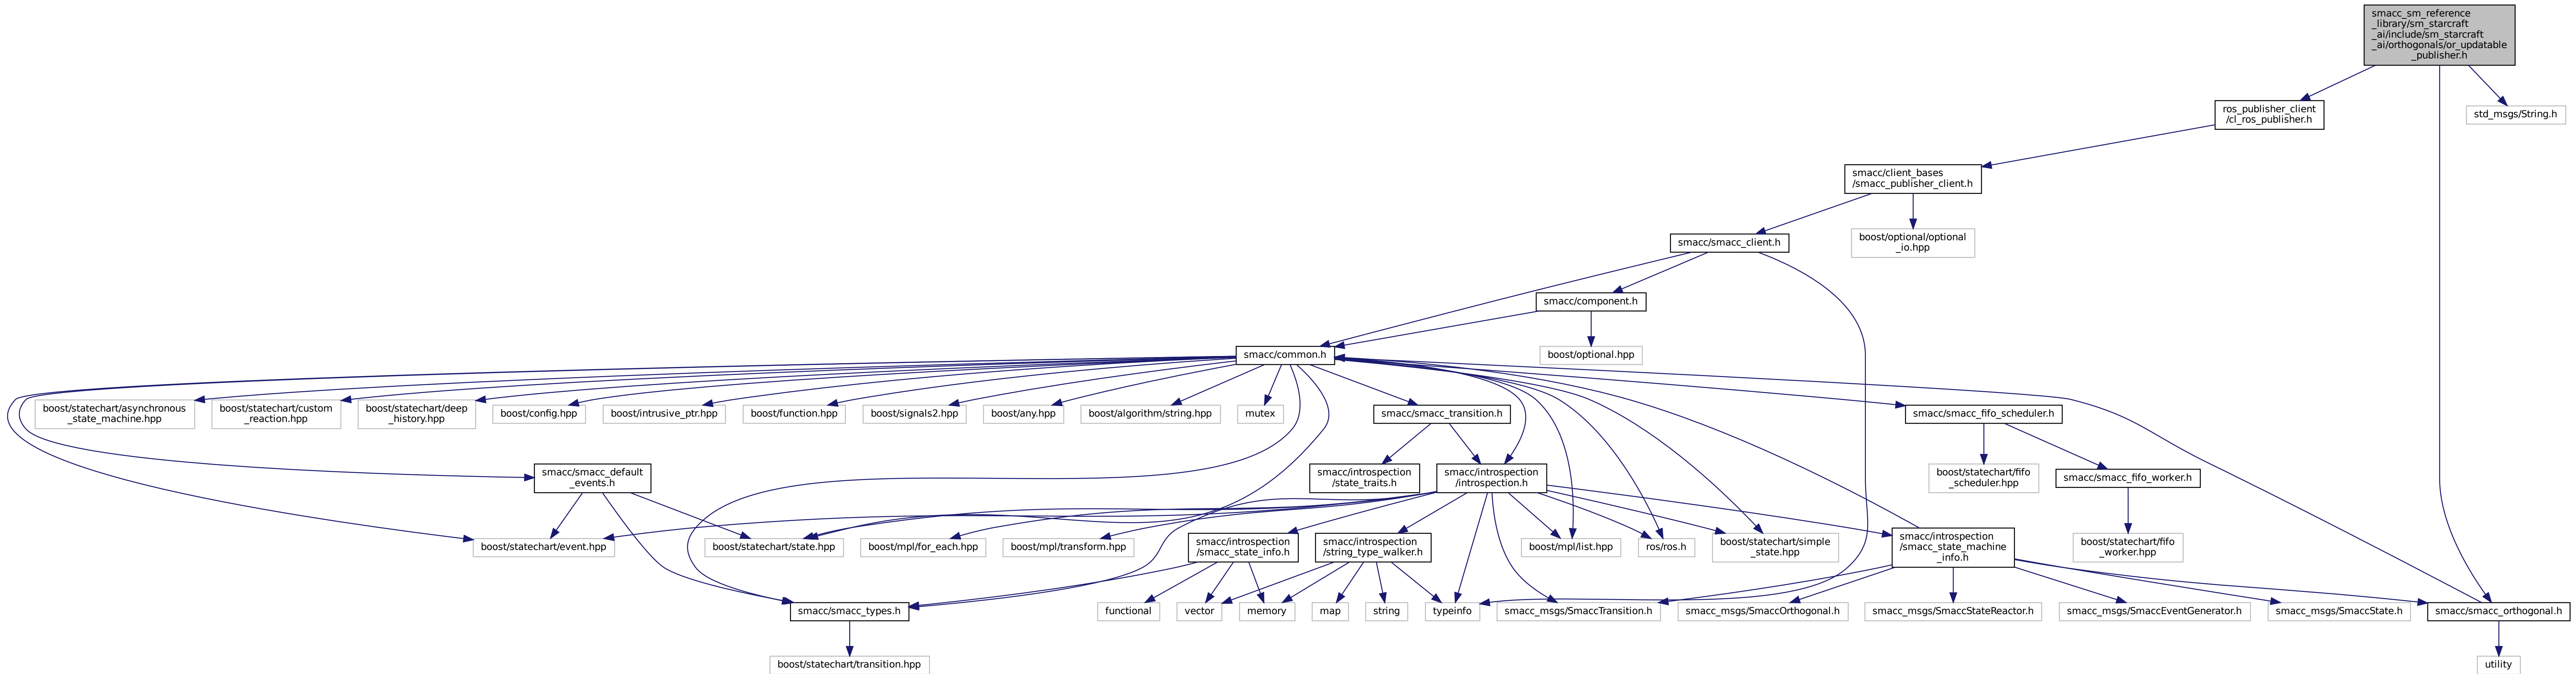 smacc_sm_reference
_library/sm_starcraft
_ai/include/sm_starcraft
_ai/orthogonals/or_updatable
_publisher.h
ros_publisher_client
/cl_ros_publisher.h
std_msgs/String.h
smacc/client_bases
/smacc_publisher_client.h
smacc/smacc_client.h
boost/optional/optional
_io.hpp
smacc/component.h
smacc/common.h
boost/optional.hpp
boost/statechart/asynchronous
_state_machine.hpp
boost/statechart/custom
_reaction.hpp
boost/statechart/deep
_history.hpp
boost/config.hpp
boost/intrusive_ptr.hpp
boost/function.hpp
boost/signals2.hpp
boost/any.hpp
boost/algorithm/string.hpp
mutex
smacc/smacc_transition.h
smacc/smacc_fifo_scheduler.h
smacc/smacc_default
_events.h
smacc/introspection
/state_traits.h
smacc/introspection
/introspection.h
boost/statechart/fifo
_scheduler.hpp
smacc/smacc_fifo_worker.h
boost/statechart/event.hpp
boost/statechart/state.hpp
boost/mpl/for_each.hpp
boost/mpl/transform.hpp
smacc/introspection
/smacc_state_info.h
smacc/introspection
/string_type_walker.h
boost/mpl/list.hpp
ros/ros.h
boost/statechart/simple
_state.hpp
smacc/introspection
/smacc_state_machine
_info.h
boost/statechart/fifo
_worker.hpp
smacc/smacc_types.h
functional
vector
memory
map
string
typeinfo
smacc_msgs/SmaccTransition.h
smacc_msgs/SmaccOrthogonal.h
smacc_msgs/SmaccStateReactor.h
smacc_msgs/SmaccEventGenerator.h
smacc_msgs/SmaccState.h
smacc/smacc_orthogonal.h
boost/statechart/transition.hpp
utility